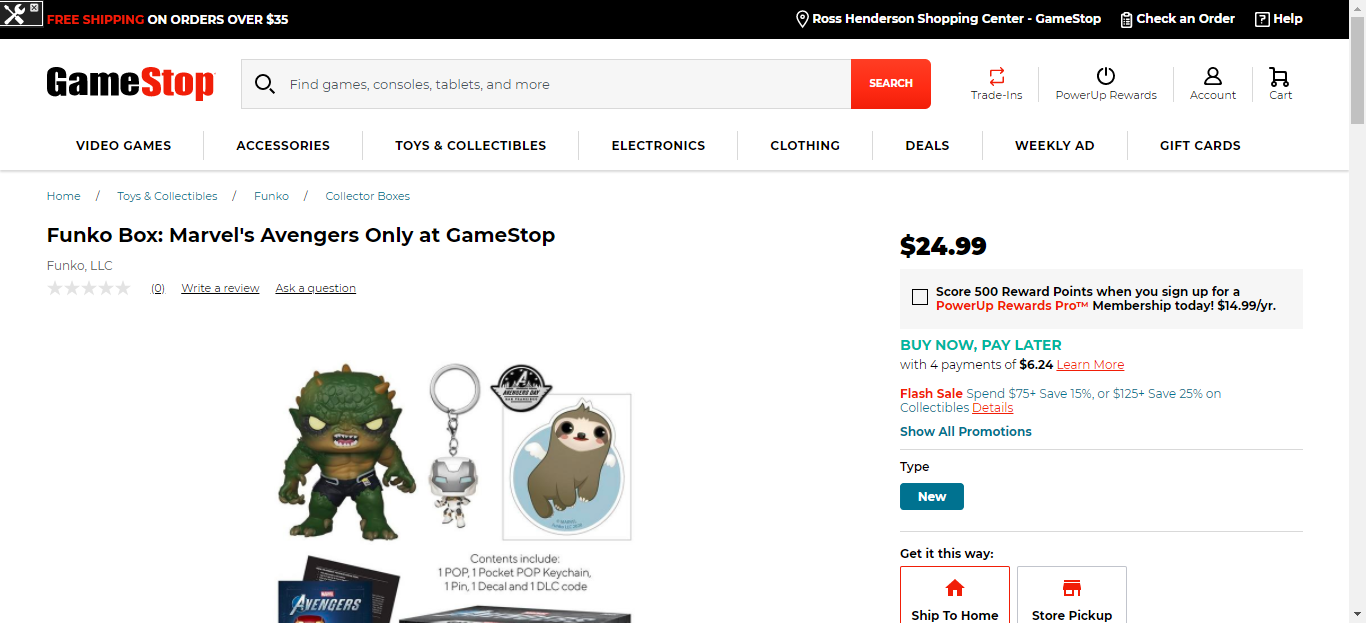 FREE SHIPPING ON ORDERS OVER $35
Ross Henderson Shopping Center - GameStop
Check an Order
Help
GameStop
Find games, consoles, tablets, and more
SEARCH
Trade-Ins
PowerUp Rewards
Account
Cart
VIDEO GAMES
ACCESSORIES
TOYS & COLLECTIBLES
ELECTRONICS
CLOTHING
DEALS
WEEKLY AD
GIFT CARDS
Home / Toys & Collectibles / Funko / Collector Boxes
Funko Box: Marvel's Avengers Only at GameStop
Funko, LLC
(0) Write a review Ask a question
A
AVENGERS DAY
Contents include:
1 POP, 1 Pocket POP Keychain,
1 Pin, 1 Decal and 1 DLC code
MARVEL
AVENGERS
$24.99
Score 500 Reward Points when you sign up for a
PowerUp Rewards Pro™ Membership today! $14.99/yr.
BUY NOW, PAY LATER
with 4 payments of $6.24 Learn More
Flash Sale Spend $75+ Save 15%, or $125+ Save 25% on
Collectibles Details
Show All Promotions
Type
New
Get it this way:
Ship To Home
Store Pickup